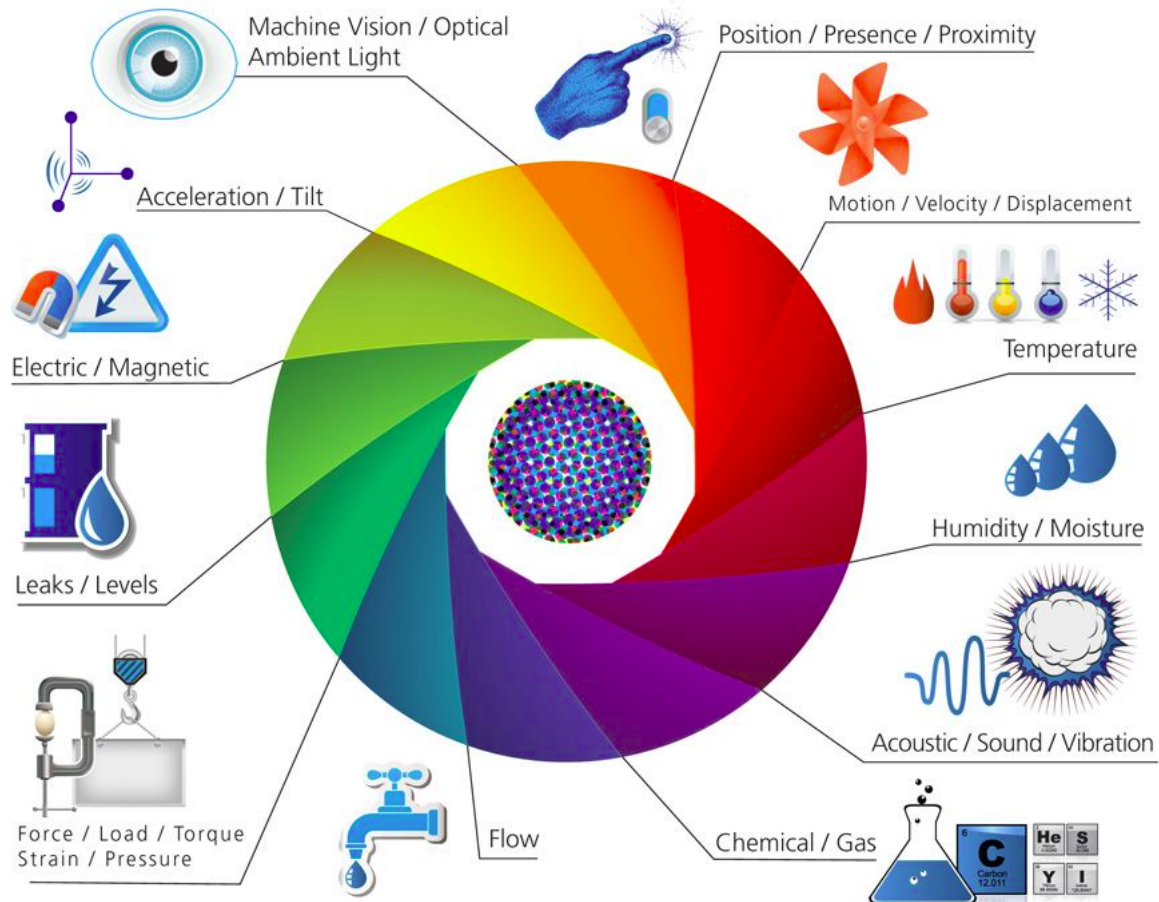 Machine Vision / Optical
Ambient Light
Position / Presence / Proximity
Acceleration / Tilt
Motion / Velocity / Displacement
Electric / Magnetic
Temperature
Leaks / Levels
Humidity / Moisture
Acoustic / Sound / Vibration
Force / Load / Torque
Strain / Pressure
Flow
Chemical / Gas
6
C
Carbon
12.011
He
S
Y
I